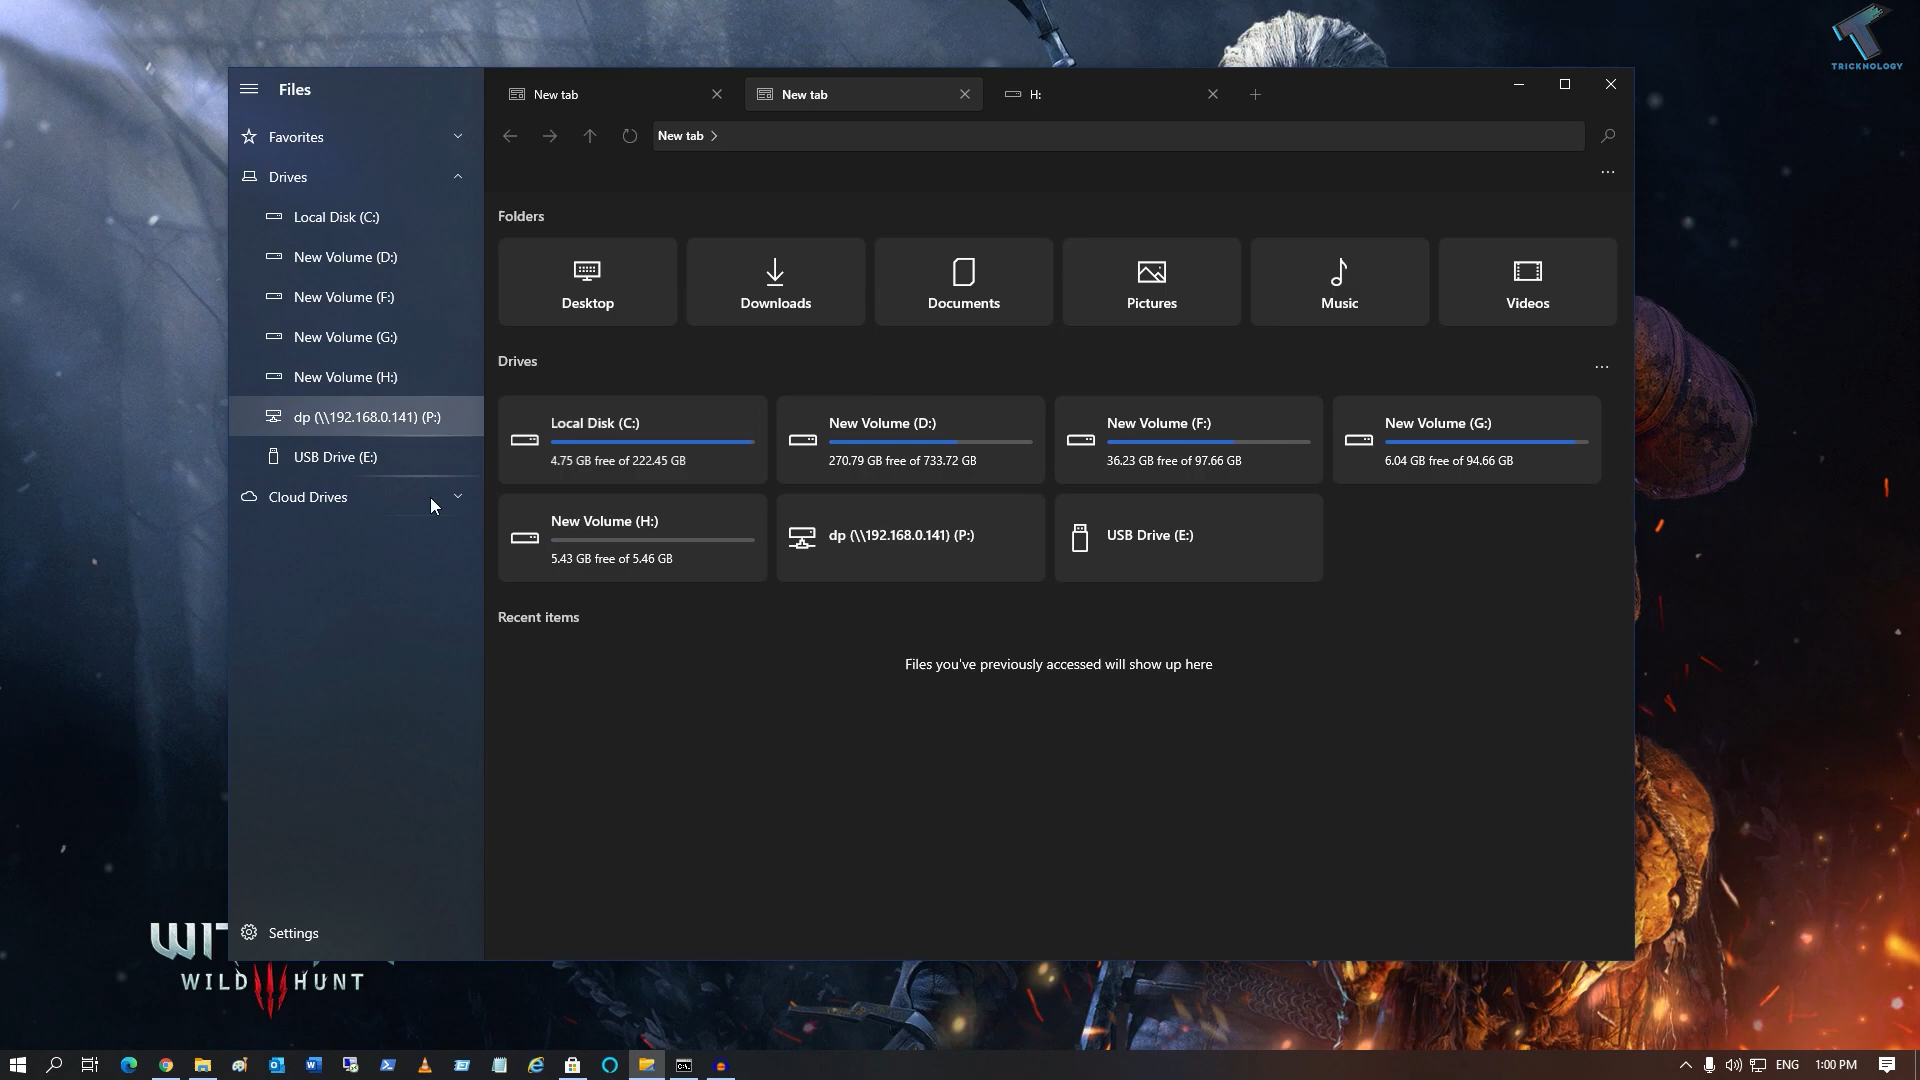 TRICKNOLOGY
Files
New tab
New tab
H:
Favorites
New tab
Drives
Local Disk (C:)
New Volume (D:)
New Volume (F:)
New Volume (G:)
New Volume (H:)
dp (\\192.168.0.141) (P:)
USB Drive (E:)
Cloud Drives
Settings
Folders
Desktop
Downloads
Documents
Pictures
Music
Videos
Drives
Local Disk (C:)
4.75 GB free of 222.45 GB
New Volume (D:)
270.79 GB free of 733.72 GB
New Volume (F:)
36.23 GB free of 97.66 GB
New Volume (G:)
6.04 GB free of 94.66 GB
New Volume (H:)
5.43 GB free of 5.46 GB
dp (\\192.168.0.141) (P:)
USB Drive (E:)
Recent items
Files you've previously accessed will show up here
WIT
WILD HUNT
ENG
1:00 PM